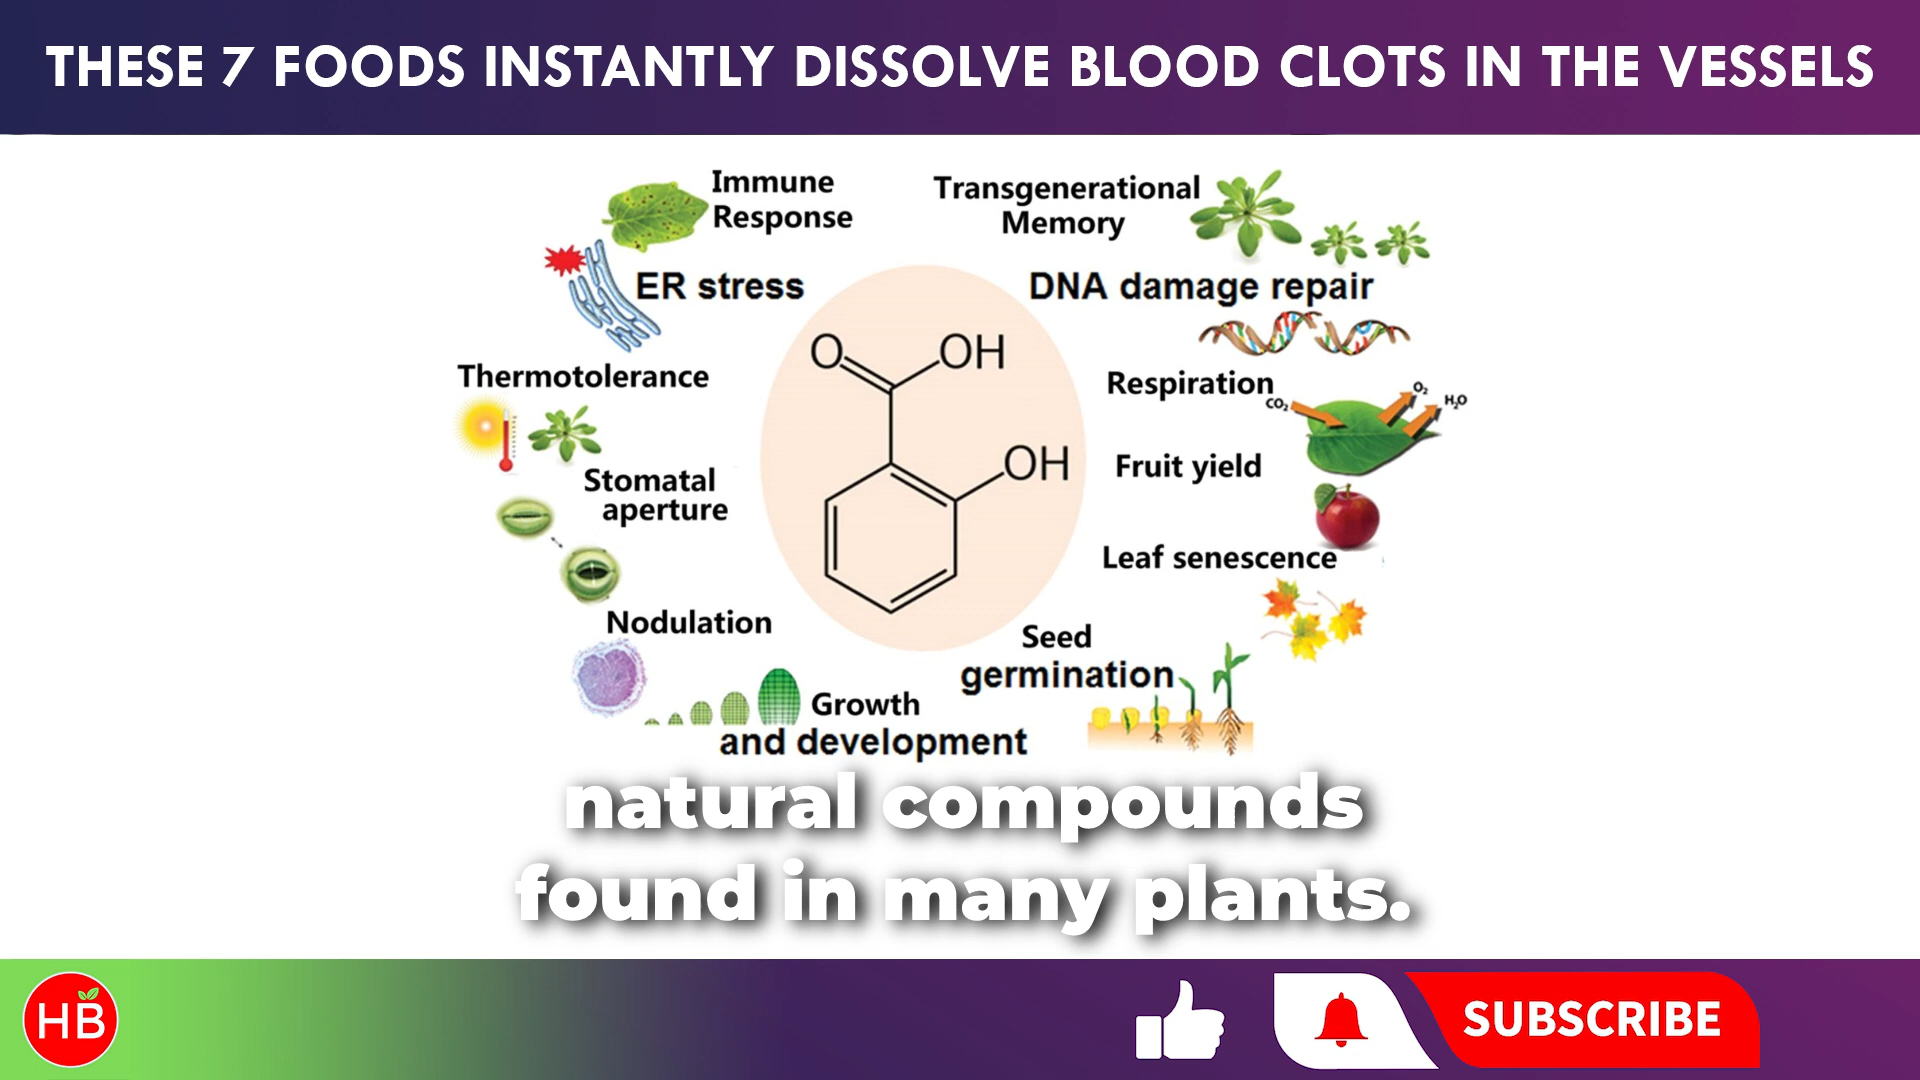 THESE 7 FOODS INSTANTLY DISSOLVE BLOOD CLOTS IN THE VESSELS
Immune
Response
Transgenerational
Memory
ER stress
DNA damage repair
O
OH
OH
Thermotolerance
Respiration
CO₂
O₂
H₂O
Stomatal
aperture
Fruit yield
Leaf senescence
Nodulation
Seed
germination
Growth
and development
natural compounds
found in many plants.
HB
SUBSCRIBE